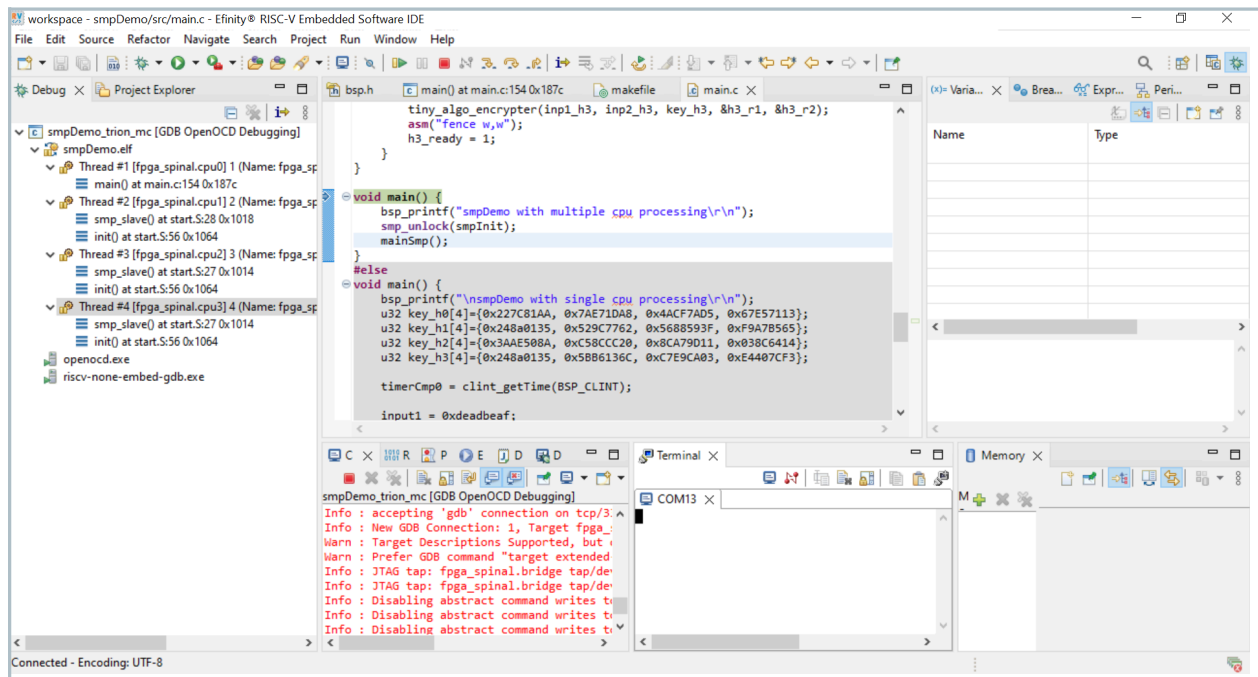 workspace - smpDemo/src/main.c - Efinity® RISC-V Embedded Software IDE
File Edit Source Refactor Navigate Search Project Run Window Help
Debug
Project Explorer
smpDemo_trion_mc [GDB OpenOCD Debugging]
smpDemo.elf
Thread #1 [fpga_spinal.cpu0] 1 (Name: fpga_sp
main() at main.c:154 0x187c
Thread #2 [fpga_spinal.cpu1] 2 (Name: fpga_sp
smp_slave() at start.S:28 0x1018
init() at start.S:56 0x1064
Thread #3 [fpga_spinal.cpu2] 3 (Name: fpga_sp
smp_slave() at start.S:27 0x1014
init() at start.S:56 0x1064
Thread #4 [fpga_spinal.cpu3] 4 (Name: fpga_sp
smp_slave() at start.S:27 0x1014
init() at start.S:56 0x1064
openocd.exe
riscv-none-embed-gdb.exe
bsp.h
main() at main.c:154 0x187c
makefile
main.c
tiny_algo_encrypter(inp1_h3, inp2_h3, key_h3, &h3_r1, &h3_r2);
asm("fence w,w");
h3_ready = 1;
}
}
void main() {
bsp_printf("smpDemo with multiple cpu processing\r\n");
smp_unlock(smpInit);
mainSmp();
}
#else
void main() {
bsp_printf("\nsmpDemo with single cpu processing\r\n");
u32 key_h0[4]={0x227C81AA, 0x7AE71DA8, 0x4ACF7AD5, 0x67E57113};
u32 key_h1[4]={0x248a0135, 0x529C7762, 0x5688593F, 0xF9A7B565};
u32 key_h2[4]={0x3AAE508A, 0xC58CCC20, 0x8CA79D11, 0x038C6414};
u32 key_h3[4]={0x248a0135, 0x5BB6136C, 0xC7E9CA03, 0xE4407CF3};
timerCmp0 = clint_getTime(BSP_CLINT);
input1 = 0xdeadbeaf;
(x)= Varia...
Brea...
Expr...
Peri...
Name Type
C
R
P
E
D
D
smpDemo_trion_mc [GDB OpenOCD Debugging]
Info : accepting 'gdb' connection on tcp/3
Info : New GDB Connection: 1, Target fpga_
Warn : Target Descriptions Supported, but
Warn : Prefer GDB command "target extended
Info : JTAG tap: fpga_spinal.bridge tap/de
Info : JTAG tap: fpga_spinal.bridge tap/de
Info : Disabling abstract command writes t
Info : Disabling abstract command writes t
Info : Disabling abstract command writes t
Terminal
COM13
Memory
M
Connected - Encoding: UTF-8